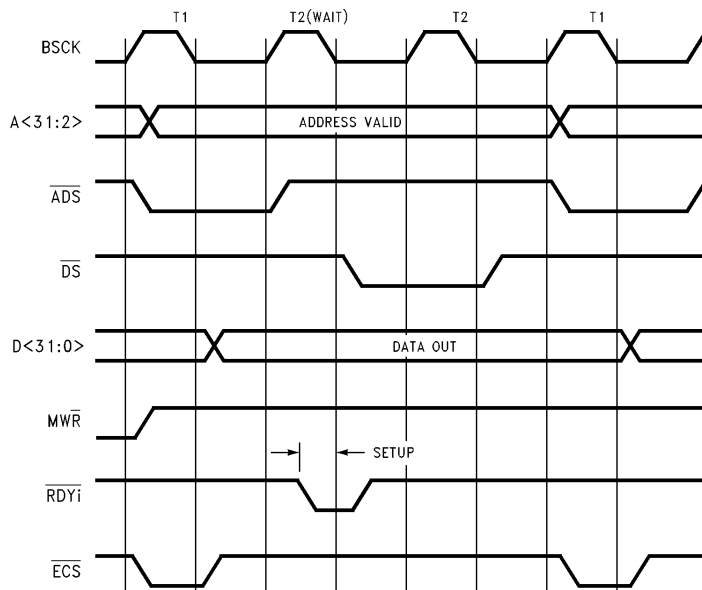 T1 T2(WAIT) T2 T1
BSCK
A<31:2> ADDRESS VALID
ADS
DS
D<31:0> DATA OUT
MWR
SETUP
RDYi
ECS